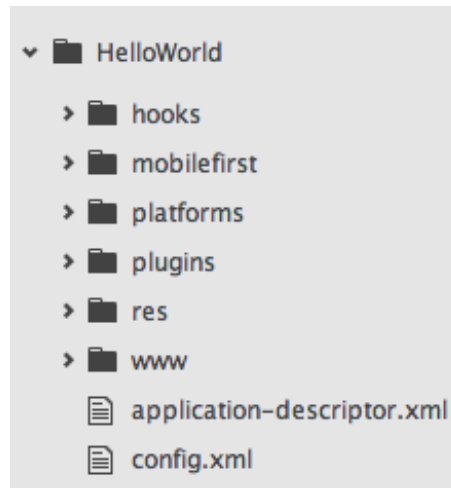 HelloWorld
hooks
mobilefirst
platforms
plugins
res
www
application-descriptor.xml
config.xml